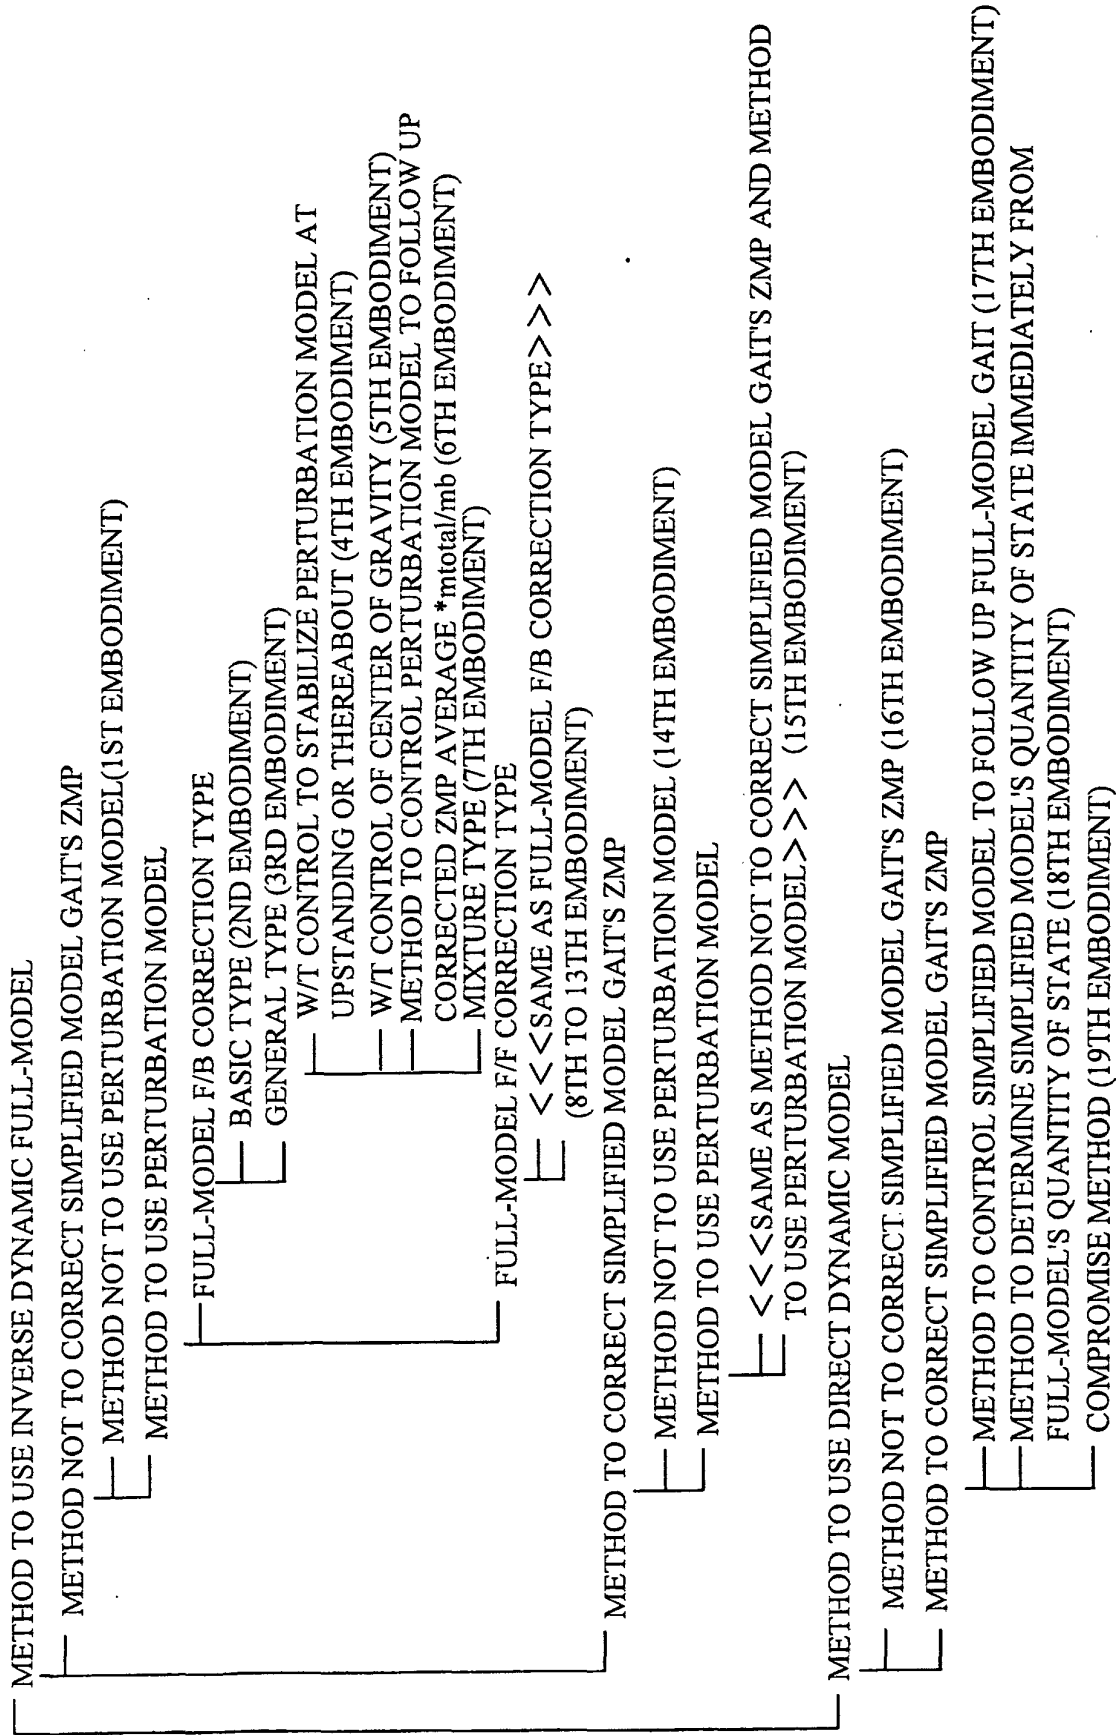 METHOD TO USE INVERSE DYNAMIC FULL-MODEL
METHOD NOT TO CORRECT SIMPLIFIED MODEL GAIT'S ZMP
METHOD NOT TO USE PERTURBATION MODEL(1ST EMBODIMENT)
METHOD TO USE PERTURBATION MODEL
FULL-MODEL F/B CORRECTION TYPE
BASIC TYPE (2ND EMBODIMENT)
GENERAL TYPE (3RD EMBODIMENT)
W/T CONTROL TO STABILIZE PERTURBATION MODEL AT
UPSTANDING OR THEREABOUT (4TH EMBODIMENT)
W/T CONTROL OF CENTER OF GRAVITY (5TH EMBODIMENT)
METHOD TO CONTROL PERTURBATION MODEL TO FOLLOW UP
CORRECTED ZMP AVERAGE *mtotal/mb (6TH EMBODIMENT)
MIXTURE TYPE (7TH EMBODIMENT)
FULL-MODEL F/F CORRECTION TYPE
<<<SAME AS FULL-MODEL F/B CORRECTION TYPE>>>
(8TH TO 13TH EMBODIMENT)
METHOD TO CORRECT SIMPLIFIED MODEL GAIT'S ZMP
METHOD NOT TO USE PERTURBATION MODEL (14TH EMBODIMENT)
METHOD TO USE PERTURBATION MODEL
<<<SAME AS METHOD NOT TO CORRECT SIMPLIFIED MODEL GAIT'S ZMP AND METHOD
TO USE PERTURBATION MODEL>>> (15TH EMBODIMENT)
METHOD TO USE DIRECT DYNAMIC MODEL
METHOD NOT TO CORRECT SIMPLIFIED MODEL GAIT'S ZMP (16TH EMBODIMENT)
METHOD TO CORRECT SIMPLIFIED MODEL GAIT'S ZMP
METHOD TO CONTROL SIMPLIFIED MODEL TO FOLLOW UP FULL-MODEL GAIT (17TH EMBODIMENT)
METHOD TO DETERMINE SIMPLIFIED MODEL'S QUANTITY OF STATE IMMEDIATELY FROM
FULL-MODEL'S QUANTITY OF STATE (18TH EMBODIMENT)
COMPROMISE METHOD (19TH EMBODIMENT)